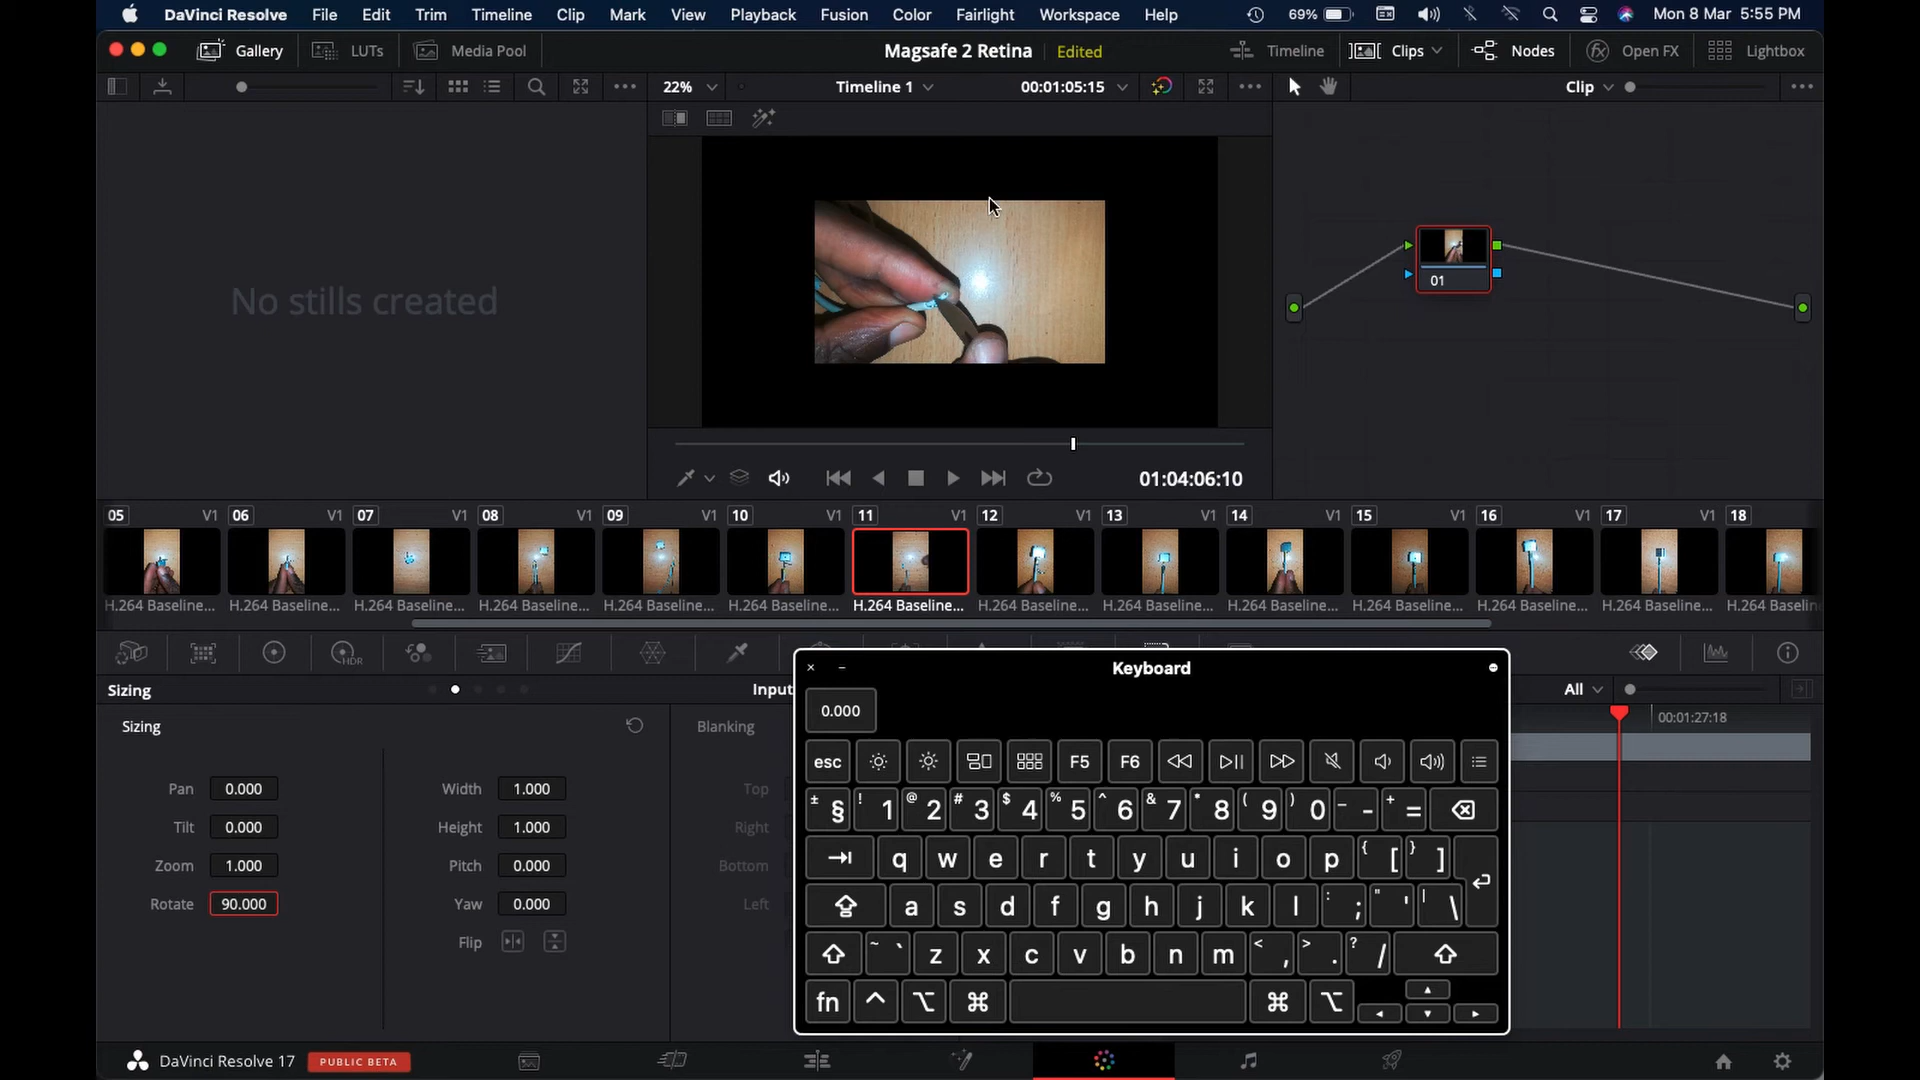 DaVinci Resolve File Edit Trim Timeline Clip Mark View Playback Fusion Color Fairlight Workspace Help 69% Mon 8 Mar 5:55 PM
Gallery LUTs Media Pool Magsafe 2 Retina Edited Timeline Clips Nodes Open FX Lightbox
22% Timeline 1 00:01:05:15 Clip
No stills created
01
01:04:06:10
05 V1 06 V1 07 V1 08 V1 09 V1 10 V1 11 V1 12 V1 13 V1 14 V1 15 V1 16 V1 17 V1 18
H.264 Baseline... H.264 Baseline... H.264 Baseline... H.264 Baseline... H.264 Baseline... H.264 Baseline... H.264 Baseline... H.264 Baseline... H.264 Baseline... H.264 Baseline... H.264 Baseline... H.264 Baseline... H.264 Baseline... H.264 Baselin
HDR
Sizing Input All
Sizing Blanking 00:01:27:18
Pan 0.000 Width 1.000 Top
Tilt 0.000 Height 1.000 Right
Zoom 1.000 Pitch 0.000 Bottom
Rotate 90.000 Yaw 0.000 Left
Flip
Keyboard
0.000
esc F5 F6
± § ! 1 @ 2 # 3 $ 4 % 5 ^ 6 & 7 * 8 ( 9 ) 0 _ - + =
q w e r t y u i o p { [ } ]
a s d f g h j k l : ; " ' | \
~ ` z x c v b n m < , > . ? /
fn ^ ⌥ ⌘ ⌘ ⌥
DaVinci Resolve 17 PUBLIC BETA